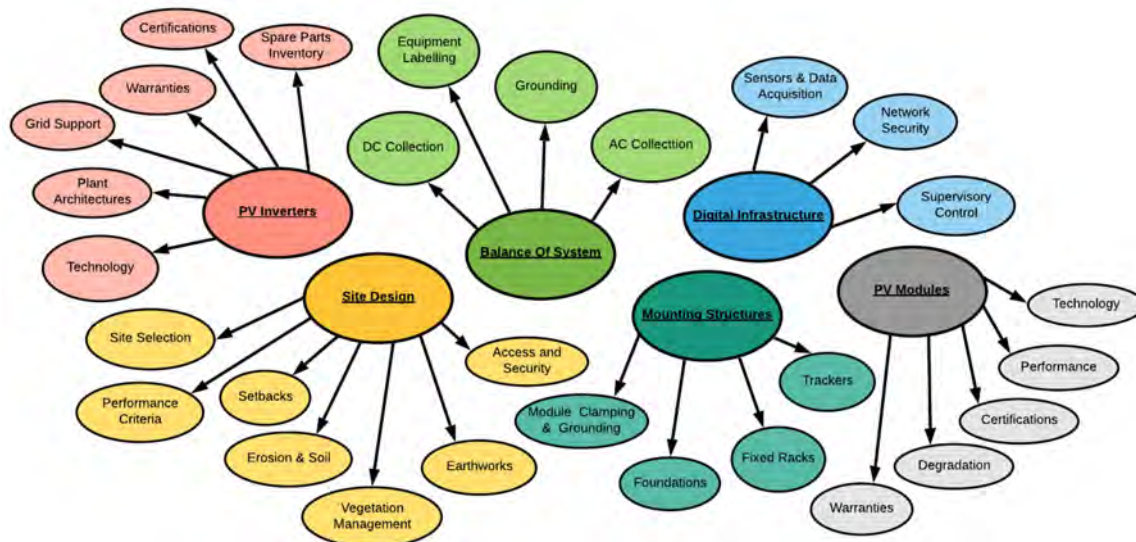 Certifications
Spare Parts
Inventory
Warranties
Grid Support
Plant
Architectures
Technology
PV Inverters
Equipment
Labelling
Grounding
DC Collection
AC Collecttion
Balance Of System
Sensors & Data
Acquisition
Network
Security
Supervisory
Control
Digital Infrastructure
Site Design
Site Selection
Performance
Criteria
Setbacks
Erosion & Soil
Vegetation
Management
Earthworks
Access and
Security
Mounting Structures
Module Clamping
& Grounding
Foundations
Fixed Racks
Trackers
PV Modules
Technology
Performance
Certifications
Degradation
Warranties